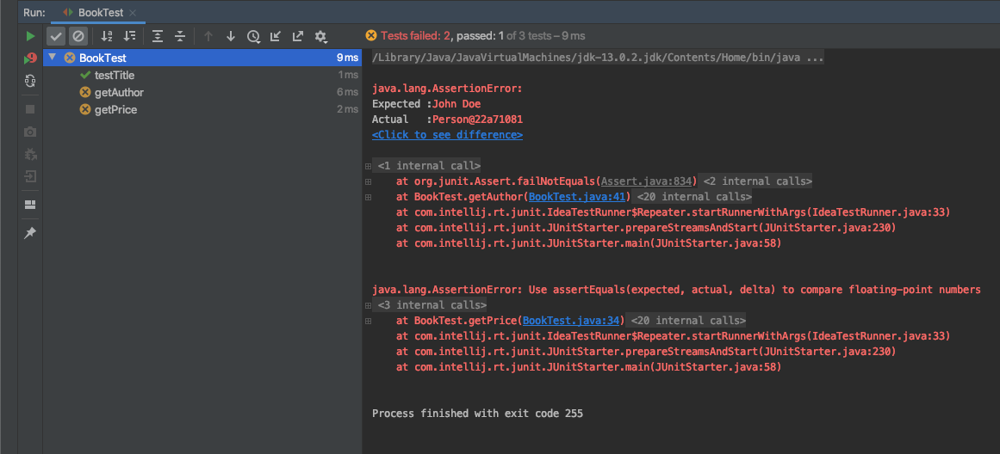 Run: BookTest ×
Tests failed: 2, passed: 1 of 3 tests – 9 ms
BookTest 9 ms
testTitle 1 ms
getAuthor 6 ms
getPrice 2 ms
/Library/Java/JavaVirtualMachines/jdk-13.0.2.jdk/Contents/Home/bin/java ...
java.lang.AssertionError:
Expected :John Doe
Actual   :Person@22a71081
<Click to see difference>
<1 internal call>
at org.junit.Assert.failNotEquals(Assert.java:834) <2 internal calls>
at BookTest.getAuthor(BookTest.java:41) <20 internal calls>
at com.intellij.rt.junit.IdeaTestRunner$Repeater.startRunnerWithArgs(IdeaTestRunner.java:33)
at com.intellij.rt.junit.JUnitStarter.prepareStreamsAndStart(JUnitStarter.java:230)
at com.intellij.rt.junit.JUnitStarter.main(JUnitStarter.java:58)
java.lang.AssertionError: Use assertEquals(expected, actual, delta) to compare floating-point numbers
<3 internal calls>
at BookTest.getPrice(BookTest.java:34) <20 internal calls>
at com.intellij.rt.junit.IdeaTestRunner$Repeater.startRunnerWithArgs(IdeaTestRunner.java:33)
at com.intellij.rt.junit.JUnitStarter.prepareStreamsAndStart(JUnitStarter.java:230)
at com.intellij.rt.junit.JUnitStarter.main(JUnitStarter.java:58)
Process finished with exit code 255